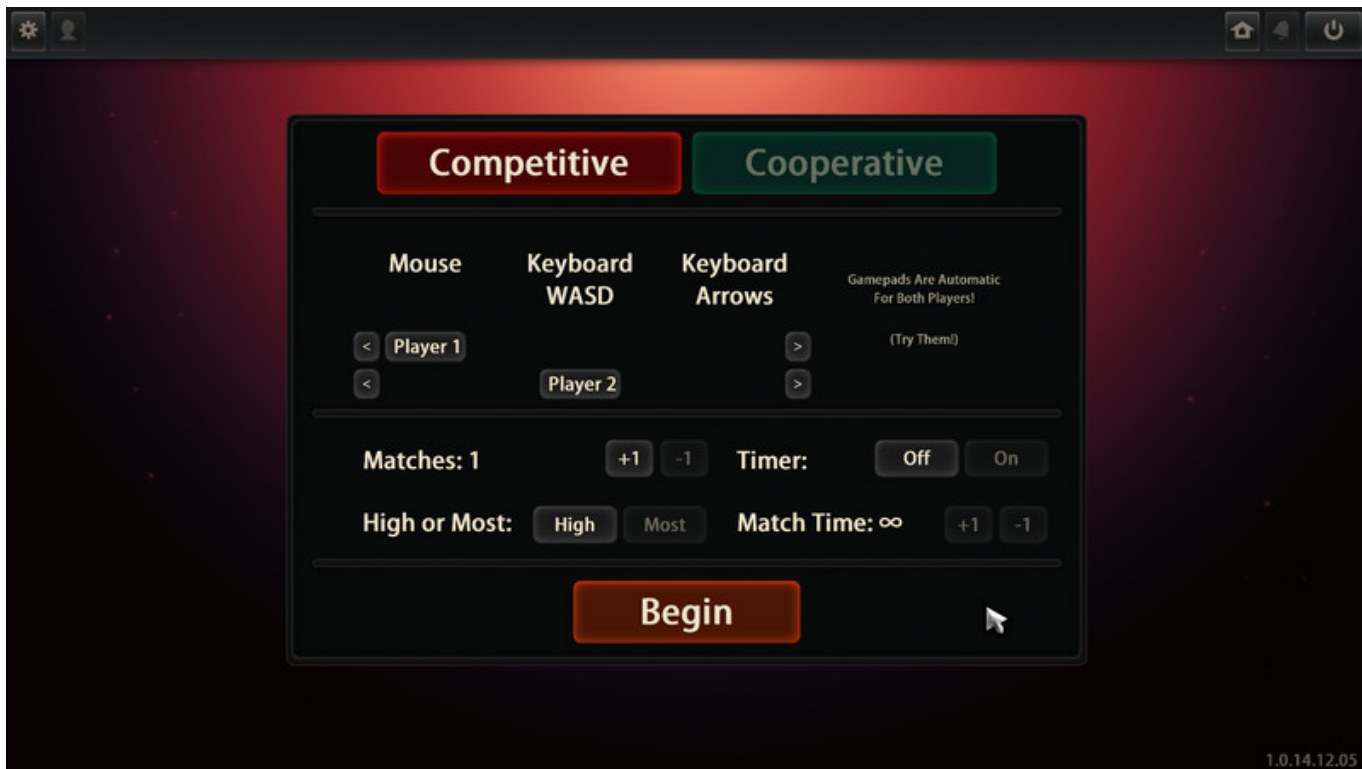 Competitive Cooperative
Mouse Keyboard WASD Keyboard Arrows
Gamepads Are Automatic
For Both Players!
(Try Them!)
< Player 1 >
< Player 2 >
Matches: 1 +1 -1 Timer: Off On
High or Most: High Most Match Time: ∞ +1 -1
Begin
1.0.14.12.05